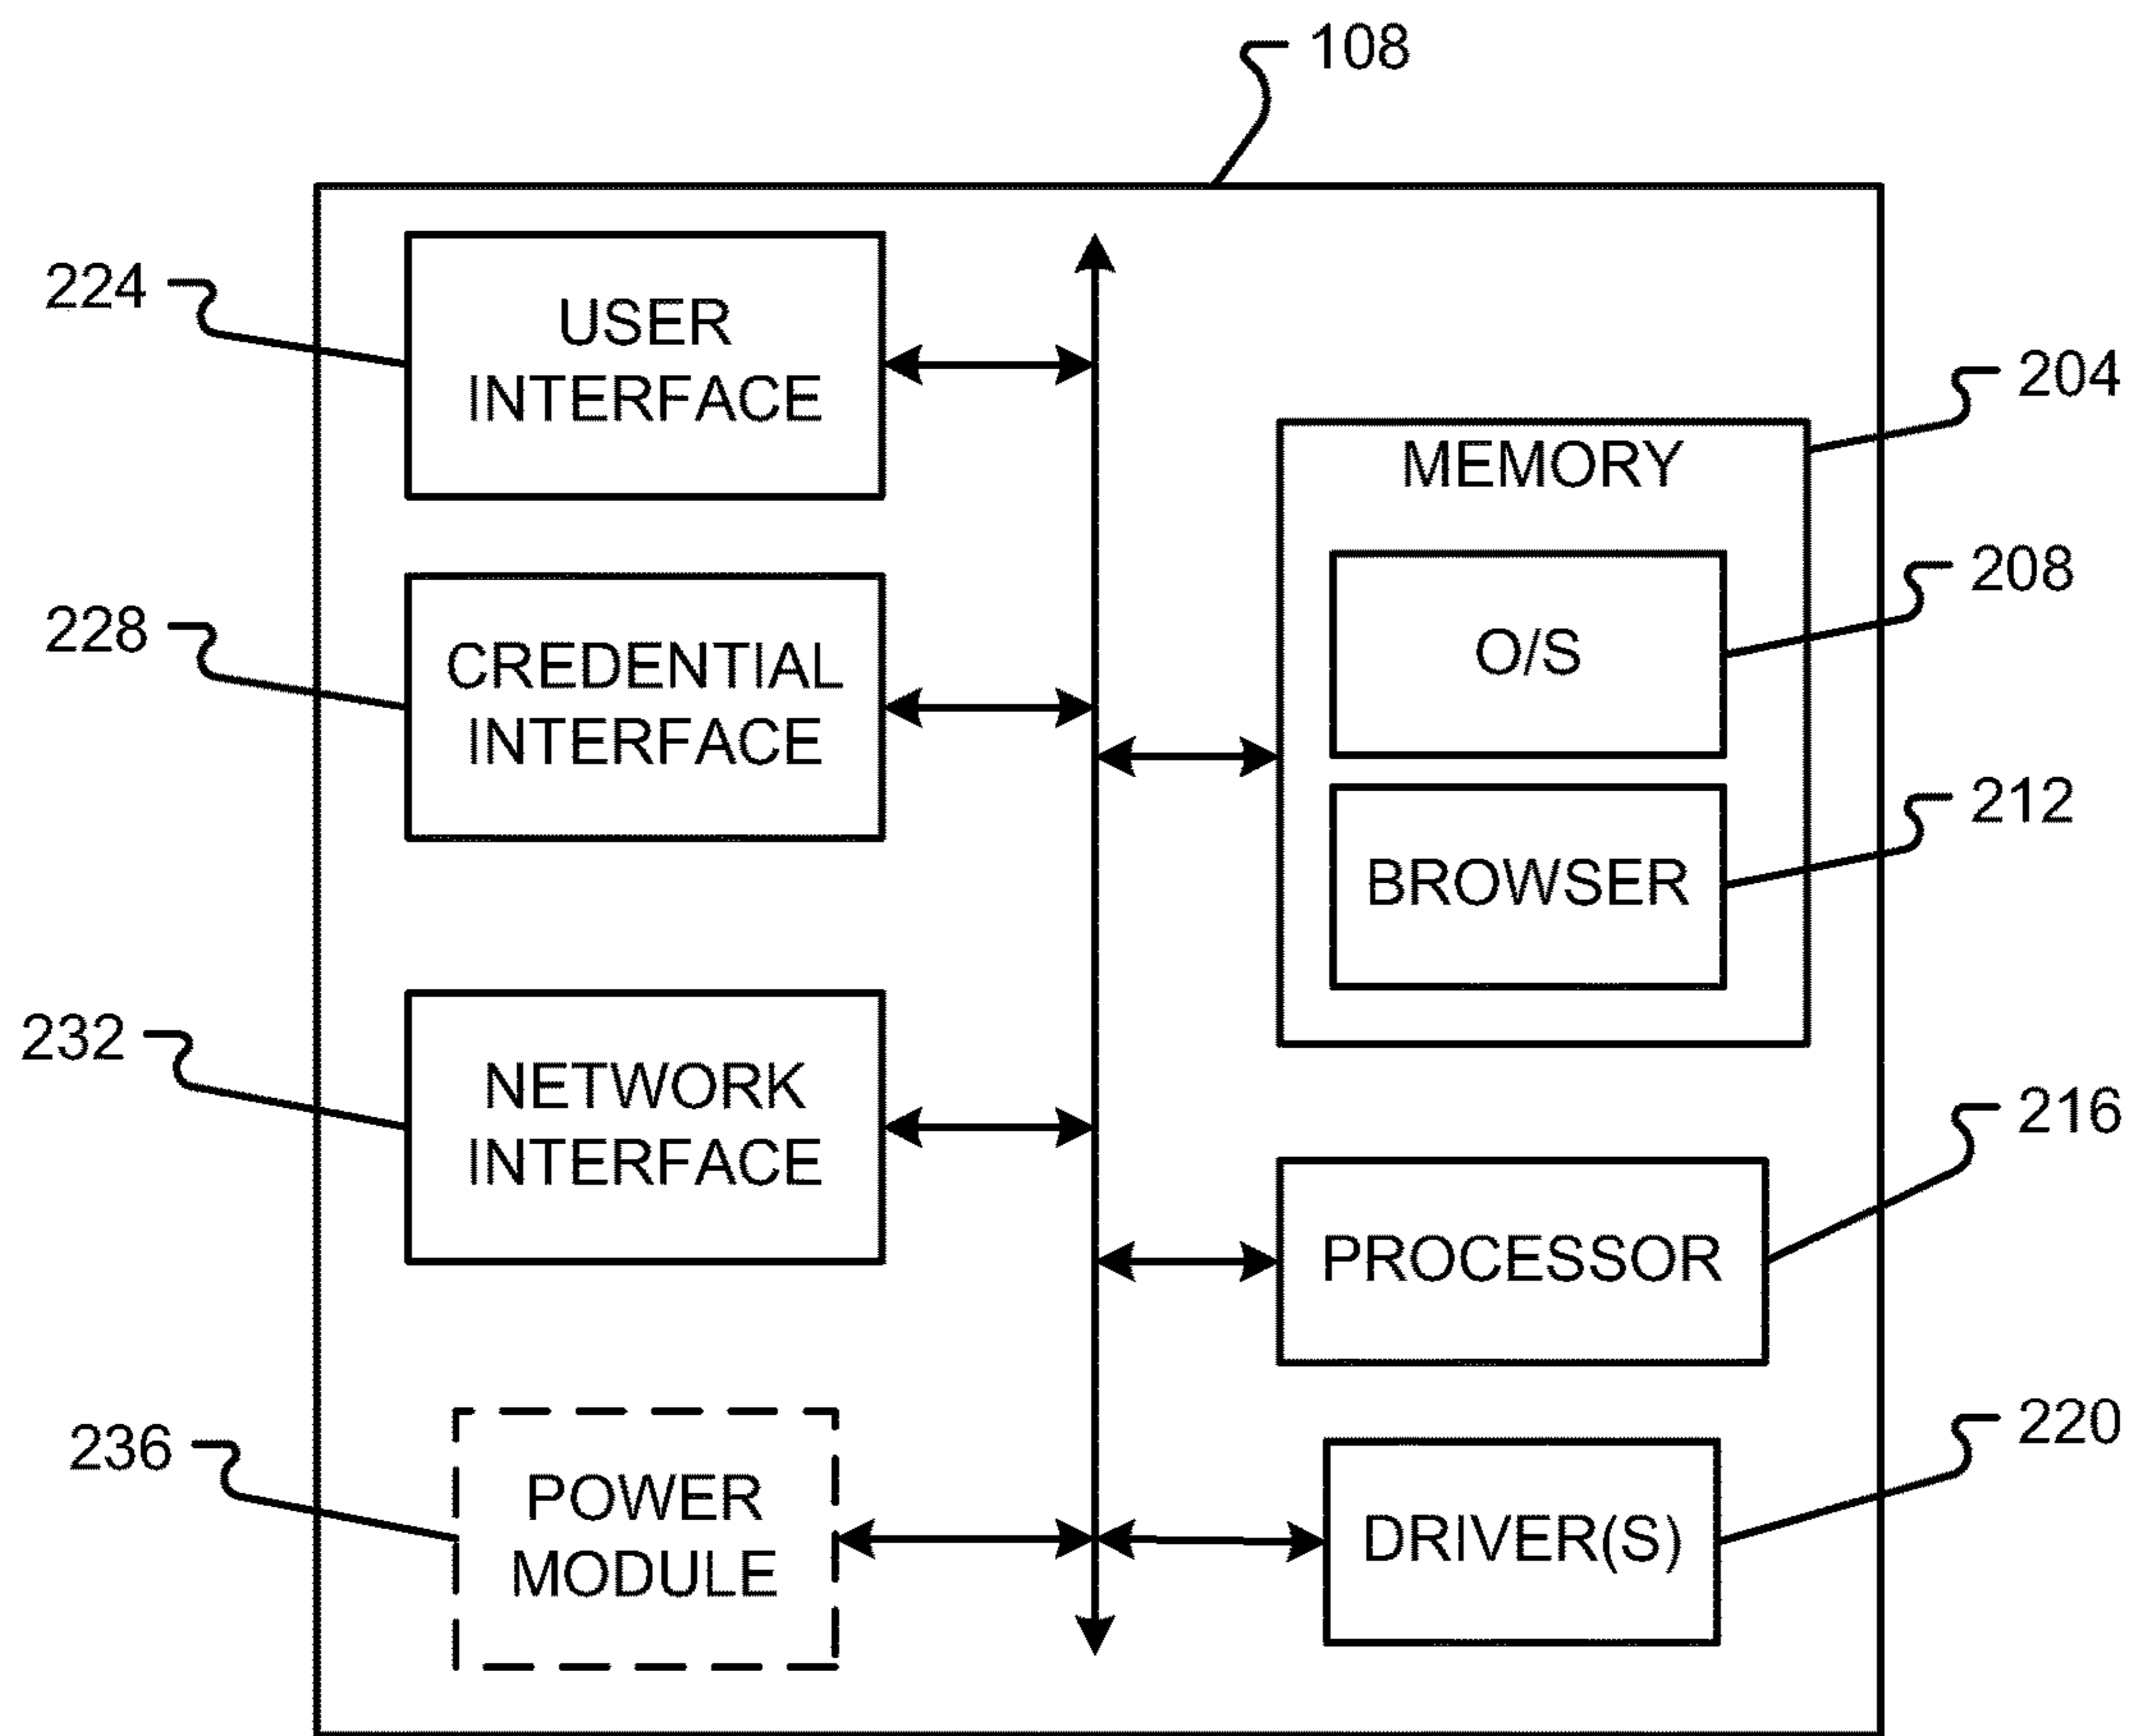 108
224
USER
INTERFACE
204
MEMORY
208
O/S
228
CREDENTIAL
INTERFACE
212
BROWSER
232
NETWORK
INTERFACE
216
PROCESSOR
236
POWER
MODULE
220
DRIVER(S)